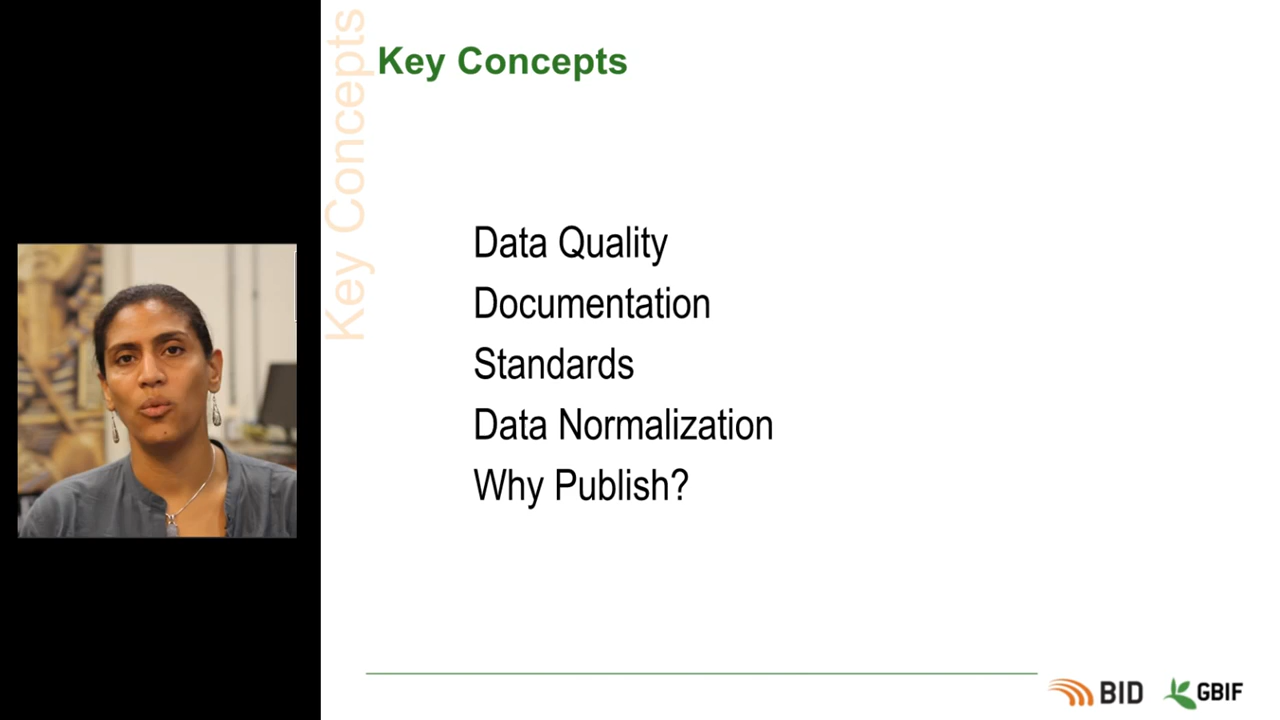 Key Concepts
Key Concepts
Data Quality
Documentation
Standards
Data Normalization
Why Publish?
BID
GBIF